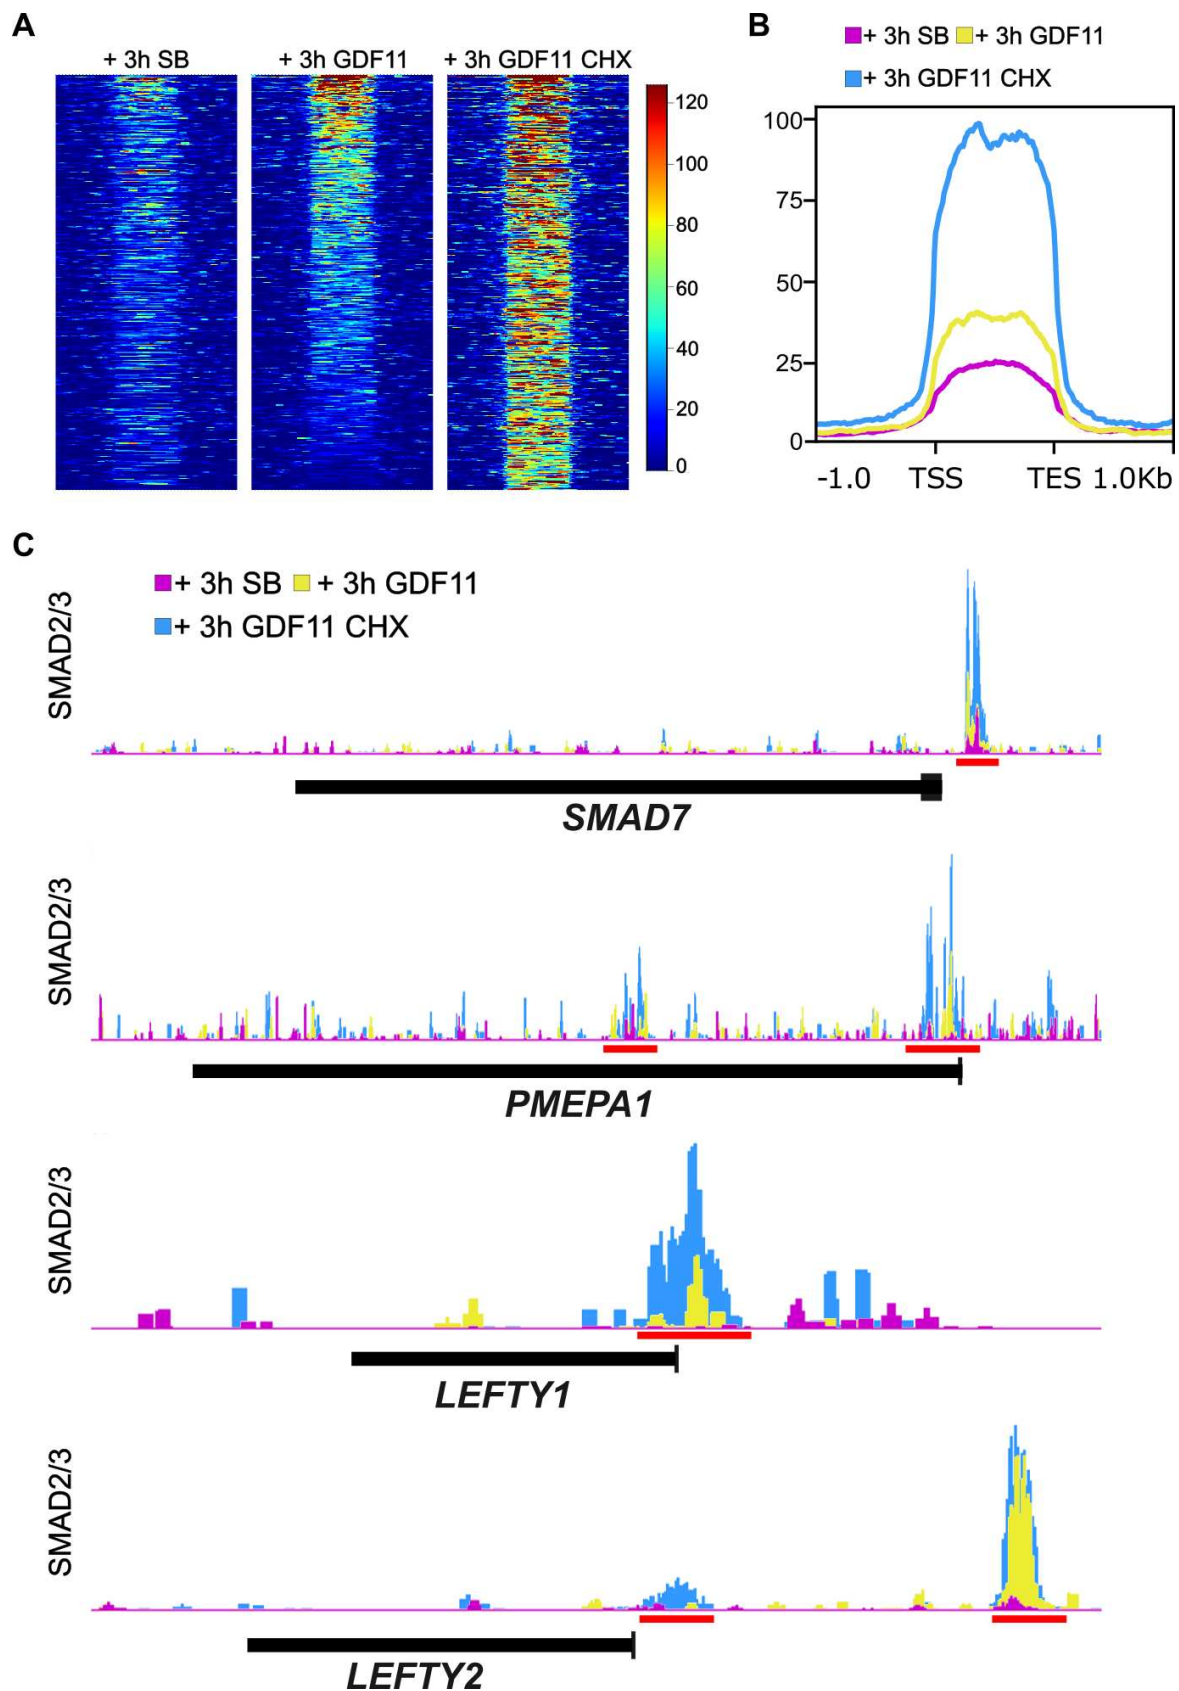 A
+ 3h SB
+ 3h GDF11
+ 3h GDF11 CHX
120
100
80
60
40
20
0
B
+ 3h SB
+ 3h GDF11
+ 3h GDF11 CHX
100
75
50
25
0
-1.0 TSS TES 1.0Kb
C
+ 3h SB
+ 3h GDF11
+ 3h GDF11 CHX
SMAD2/3
SMAD7
SMAD2/3
PMEPA1
SMAD2/3
LEFTY1
SMAD2/3
LEFTY2